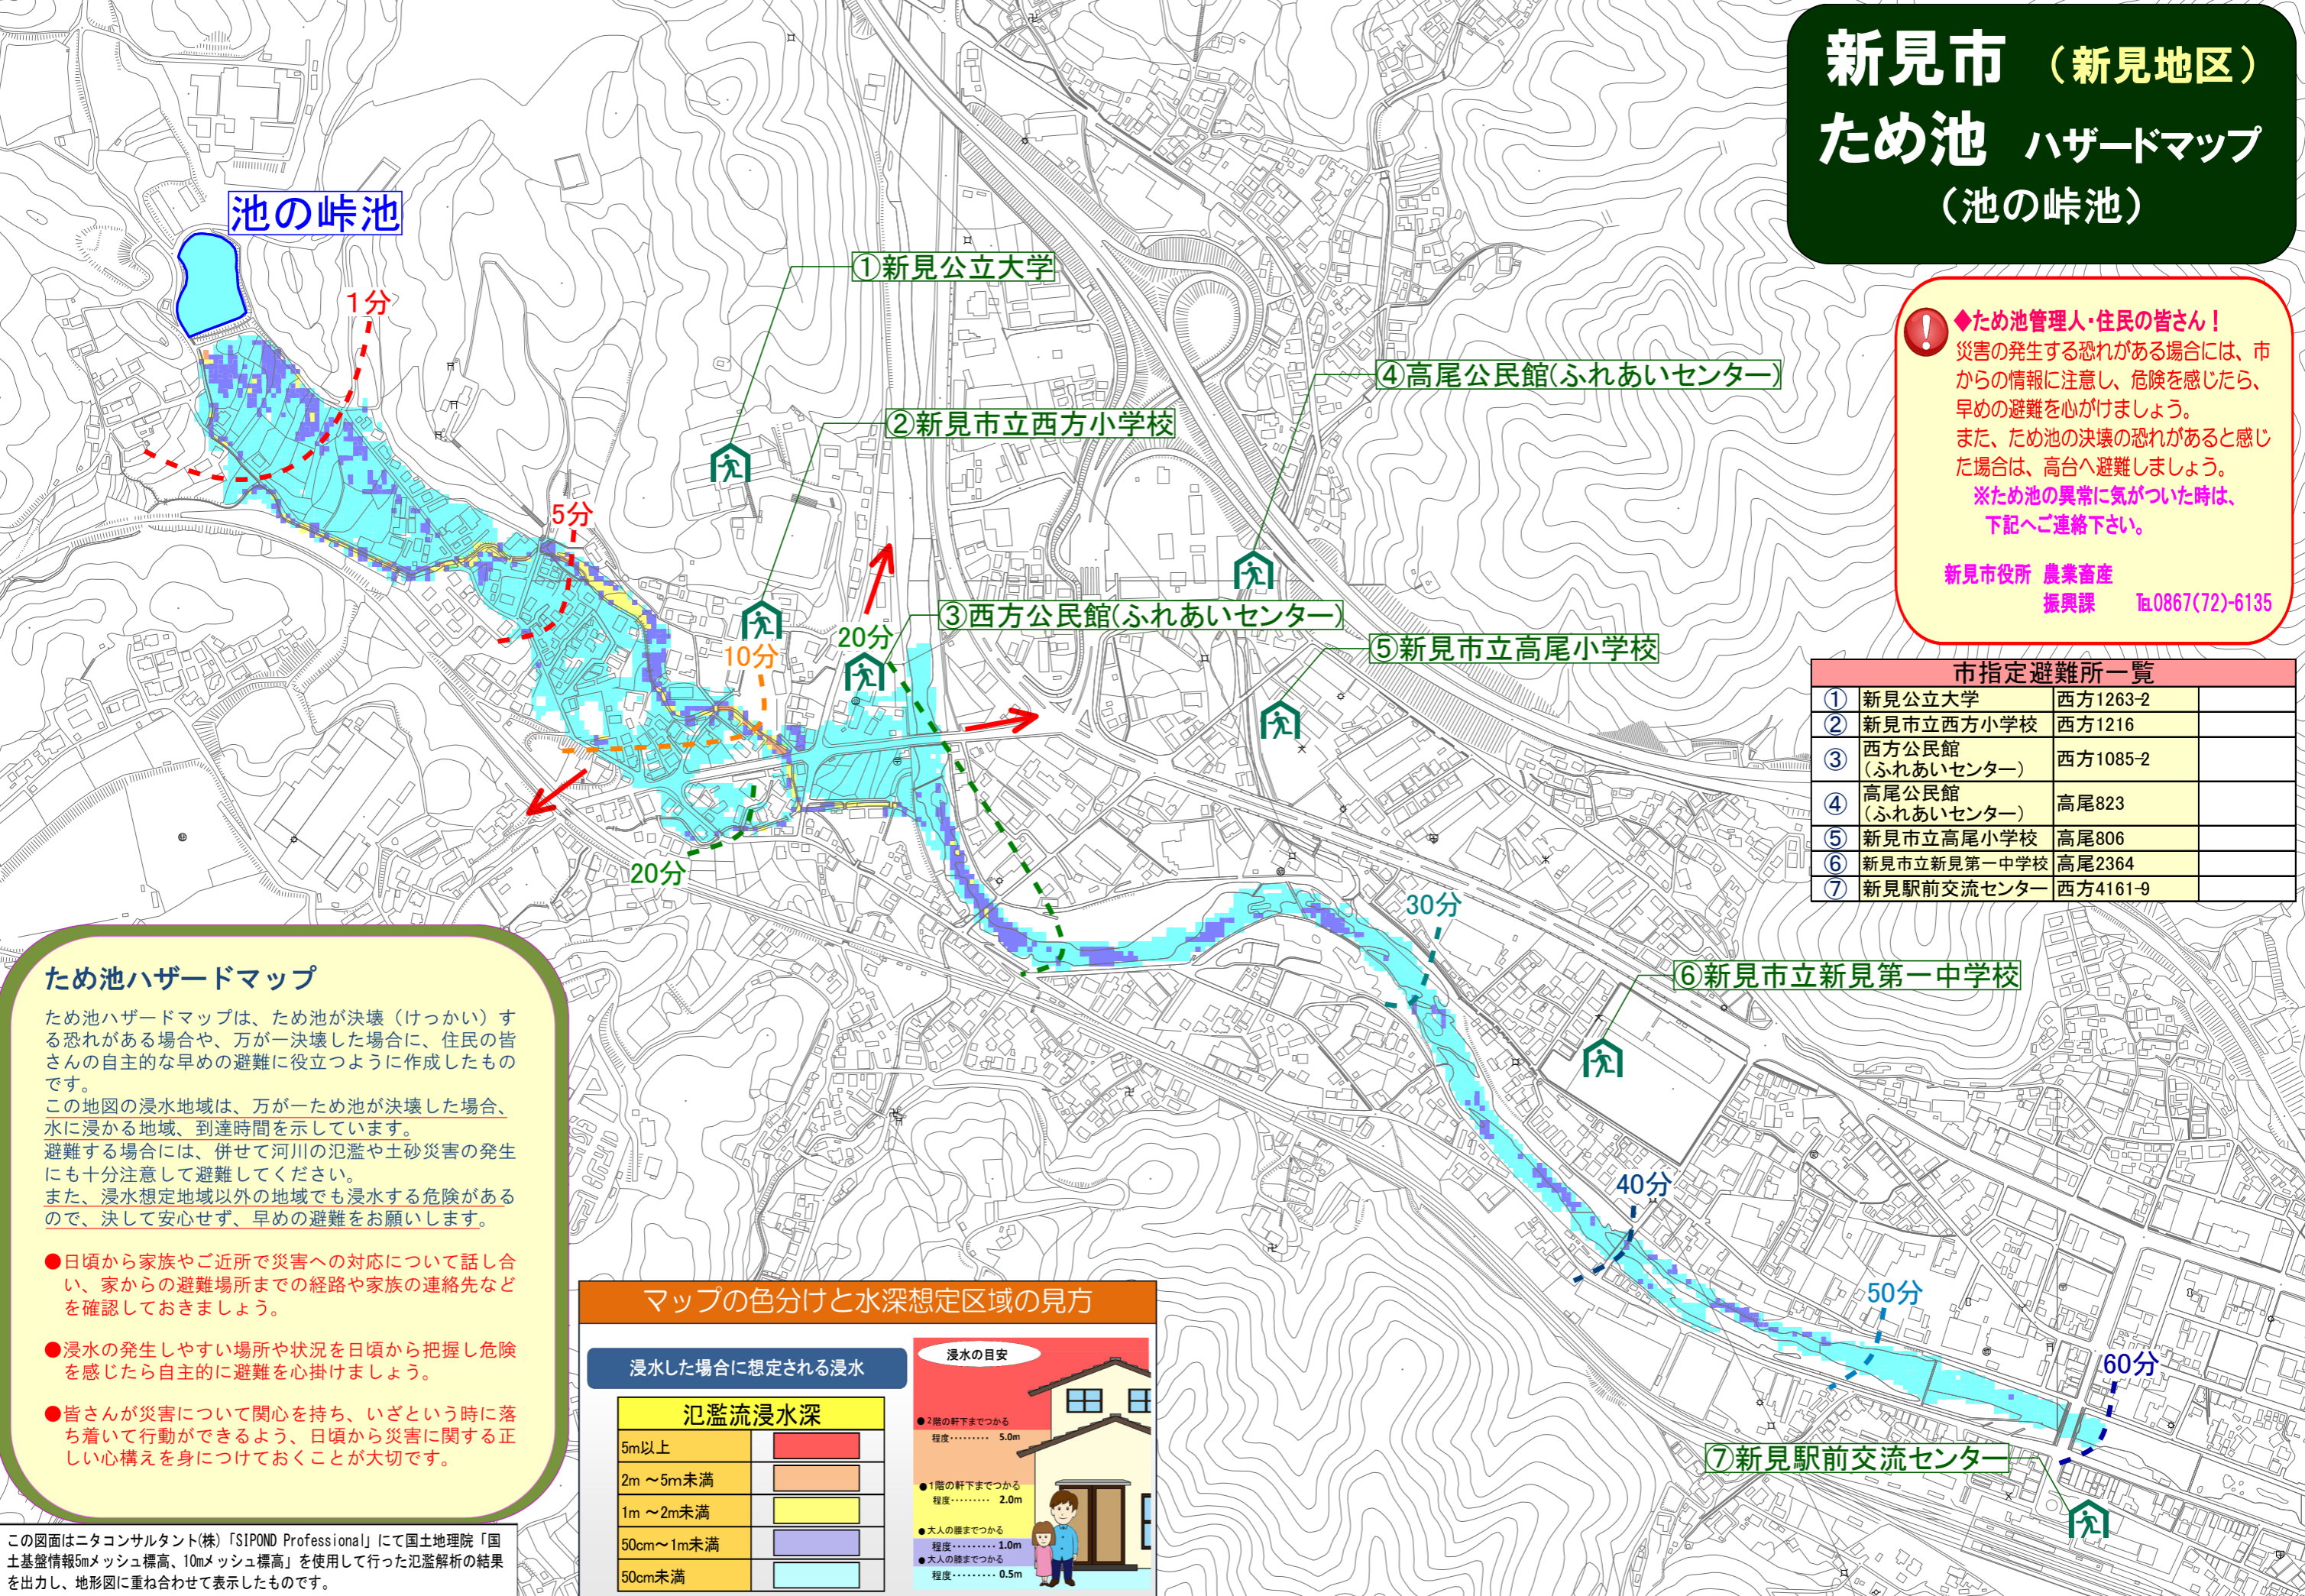 新見市 （新見地区）
ため池 ハザードマップ
（池の峠池）
池の峠池
1分
①新見公立大学
④高尾公民館(ふれあいセンター)
②新見市立西方小学校
5分
③西方公民館(ふれあいセンター)
20分
10分
⑤新見市立高尾小学校
20分
30分
⑥新見市立新見第一中学校
40分
50分
60分
⑦新見駅前交流センター
!
◆ため池管理人・住民の皆さん！
災害の発生する恐れがある場合には、市
からの情報に注意し、危険を感じたら、
早めの避難を心がけましょう。
また、ため池の決壊の恐れがあると感じ
た場合は、高台へ避難しましょう。
※ため池の異常に気がついた時は、
下記へご連絡下さい。
新見市役所 農業畜産
振興課 ℡0867(72)-6135
市指定避難所一覧
① 新見公立大学 西方1263-2
② 新見市立西方小学校 西方1216
③ 西方公民館
（ふれあいセンター） 西方1085-2
④ 高尾公民館
（ふれあいセンター） 高尾823
⑤ 新見市立高尾小学校 高尾806
⑥ 新見市立新見第一中学校 高尾2364
⑦ 新見駅前交流センター 西方4161-9
ため池ハザードマップ
ため池ハザードマップは、ため池が決壊（けっかい）す
る恐れがある場合や、万が一決壊した場合に、住民の皆
さんの自主的な早めの避難に役立つように作成したもの
です。
この地図の浸水地域は、万が一ため池が決壊した場合、
水に浸かる地域、到達時間を示しています。
避難する場合には、併せて河川の氾濫や土砂災害の発生
にも十分注意して避難してください。
また、浸水想定地域以外の地域でも浸水する危険がある
ので、決して安心せず、早めの避難をお願いします。
●日頃から家族やご近所で災害への対応について話し合
い、家からの避難場所までの経路や家族の連絡先など
を確認しておきましょう。
●浸水の発生しやすい場所や状況を日頃から把握し危険
を感じたら自主的に避難を心掛けましょう。
●皆さんが災害について関心を持ち、いざという時に落
ち着いて行動ができるよう、日頃から災害に関する正
しい心構えを身につけておくことが大切です。
この図面はニタコンサルタント(株)「SIPOND Professional」にて国土地理院「国
土基盤情報5mメッシュ標高、10mメッシュ標高」を使用して行った氾濫解析の結果
を出力し、地形図に重ね合わせて表示したものです。
マップの色分けと水深想定区域の見方
浸水した場合に想定される浸水
氾濫流浸水深
5m以上
2m ～5m未満
1m ～2m未満
50cm～1m未満
50cm未満
浸水の目安
●2階の軒下までつかる
程度········· 5.0m
●1階の軒下までつかる
程度········· 2.0m
●大人の腰までつかる
程度········· 1.0m
●大人の膝までつかる
程度········· 0.5m